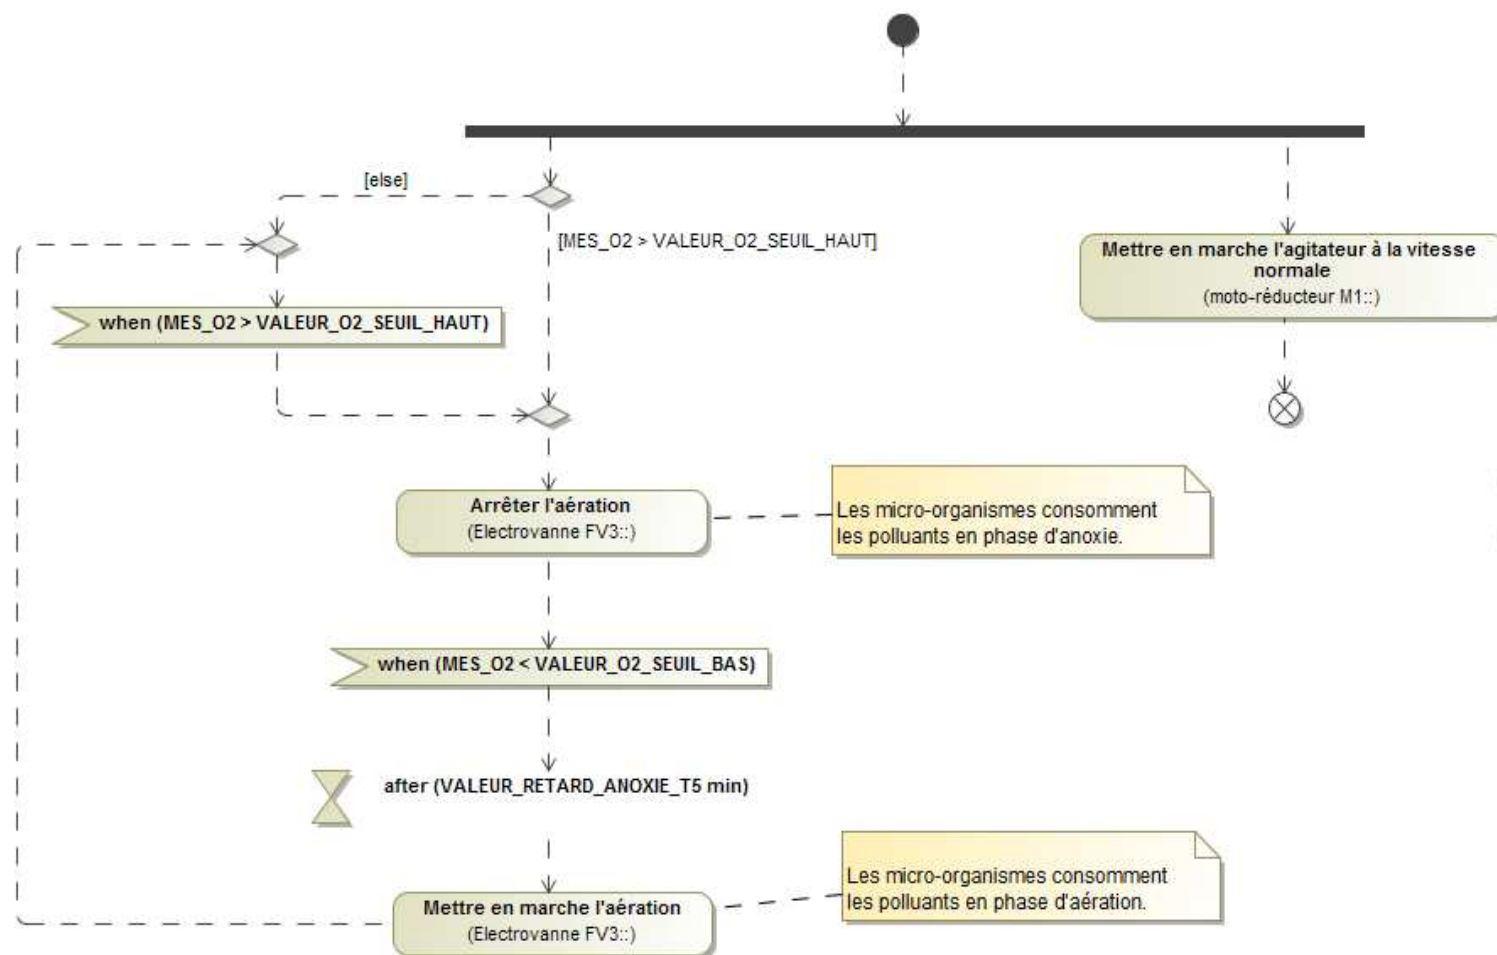 [else]
[MES_O2 > VALEUR_O2_SEUIL_HAUT]
Mettre en marche l'agitateur à la vitesse
normale
(moto-réducteur M1::)
when (MES_O2 > VALEUR_O2_SEUIL_HAUT)
Arrêter l'aération
(Electrovanne FV3::)
Les micro-organismes consomment
les polluants en phase d'anoxie.
when (MES_O2 < VALEUR_O2_SEUIL_BAS)
after (VALEUR_RETARD_ANOXIE_T5 min)
Mettre en marche l'aération
(Electrovanne FV3::)
Les micro-organismes consomment
les polluants en phase d'aération.